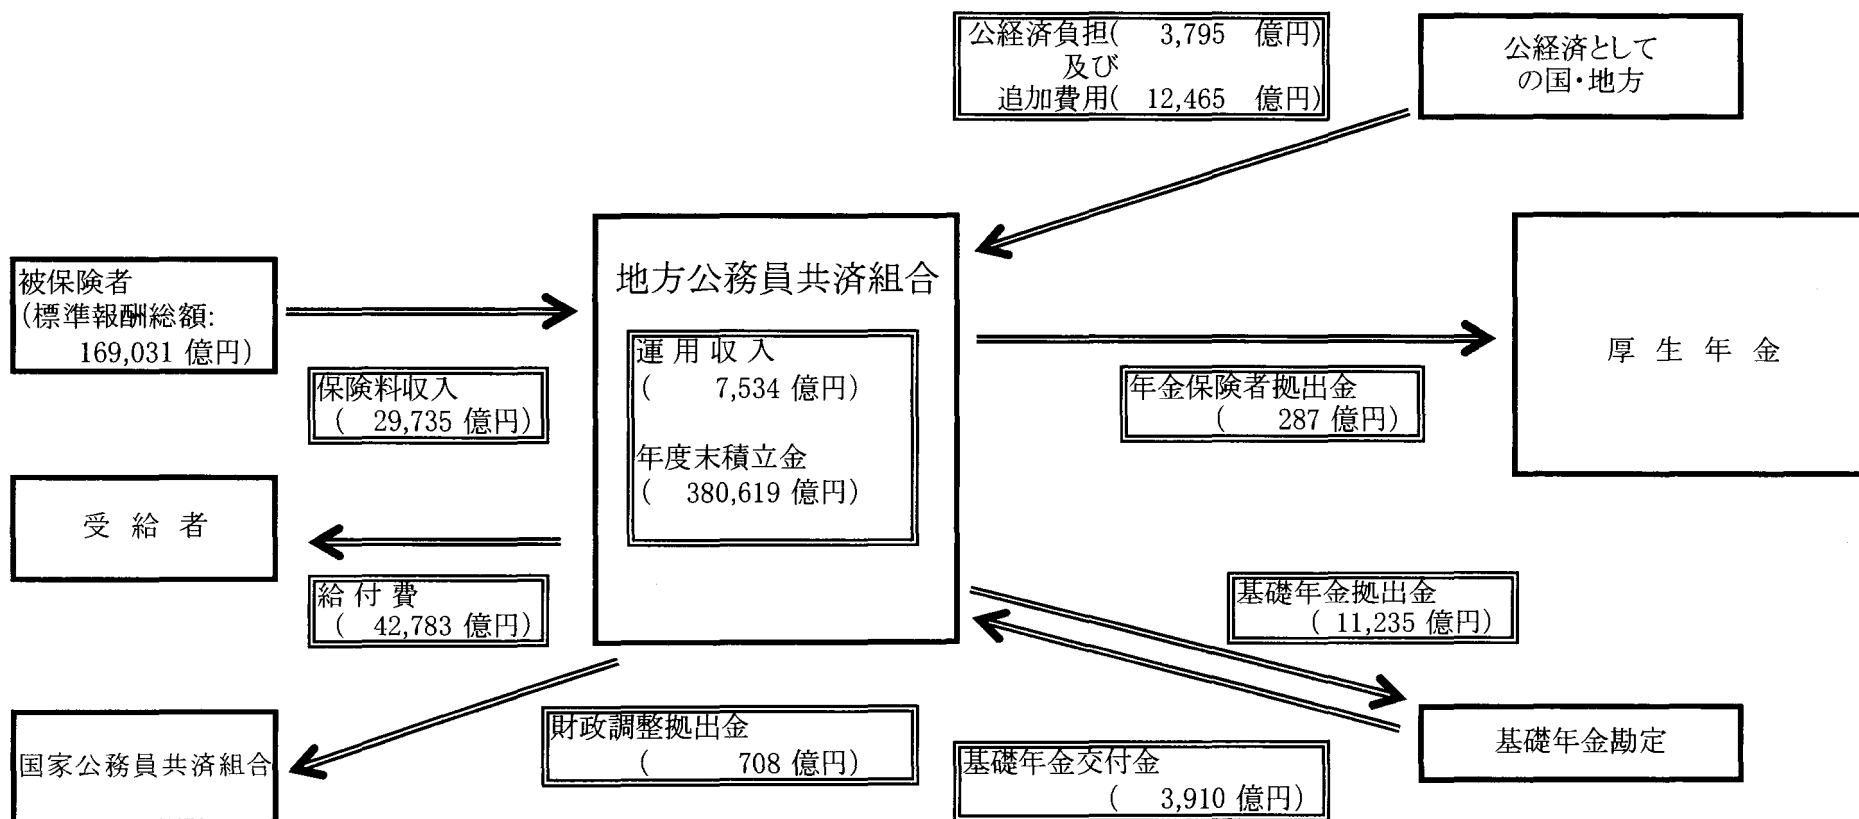 公経済負担( 3,795 億円)
及び
追加費用( 12,465 億円)
公経済として
の国・地方
被保険者
(標準報酬総額:
169,031 億円)
保険料収入
( 29,735 億円)
地方公務員共済組合
運用収入
( 7,534 億円)
年度末積立金
( 380,619 億円)
年金保険者拠出金
( 287 億円)
厚生年金
受給者
給付費
( 42,783 億円)
基礎年金拠出金
( 11,235 億円)
国家公務員共済組合
財政調整拠出金
( 708 億円)
基礎年金交付金
( 3,910 億円)
基礎年金勘定